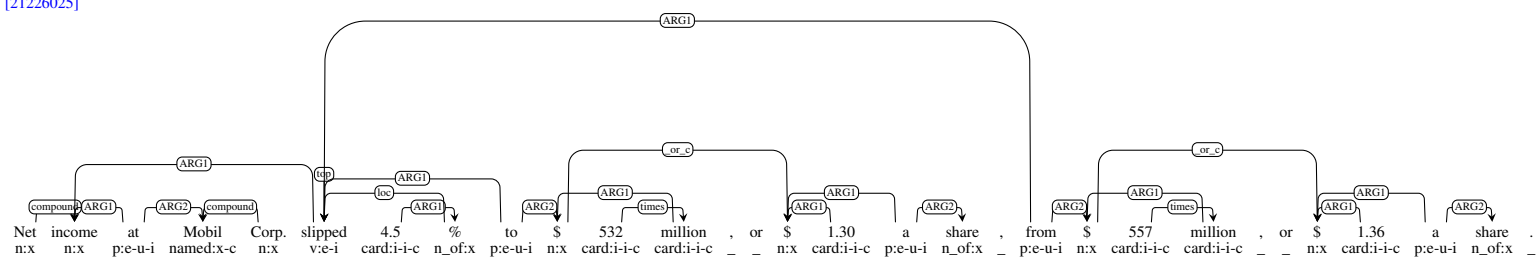 [21226025]
ARG1
_or_c _or_c
ARG1 top ARG1
loc ARG1 ARG1 ARG1 ARG1
compound ARG1 ARG2 compound ARG1 ARG2 times ARG1 ARG2 ARG2 times ARG1 ARG2
Net income at Mobil Corp. slipped 4.5 % to $ 532 million , or $ 1.30 a share , from $ 557 million , or $ 1.36 a share .
n:x n:x p:e-u-i named:x-c n:x v:e-i card:i-i-c n_of:x p:e-u-i n:x card:i-i-c card:i-i-c _ _ n:x card:i-i-c p:e-u-i n_of:x _ p:e-u-i n:x card:i-i-c card:i-i-c _ _ n:x card:i-i-c p:e-u-i n_of:x _